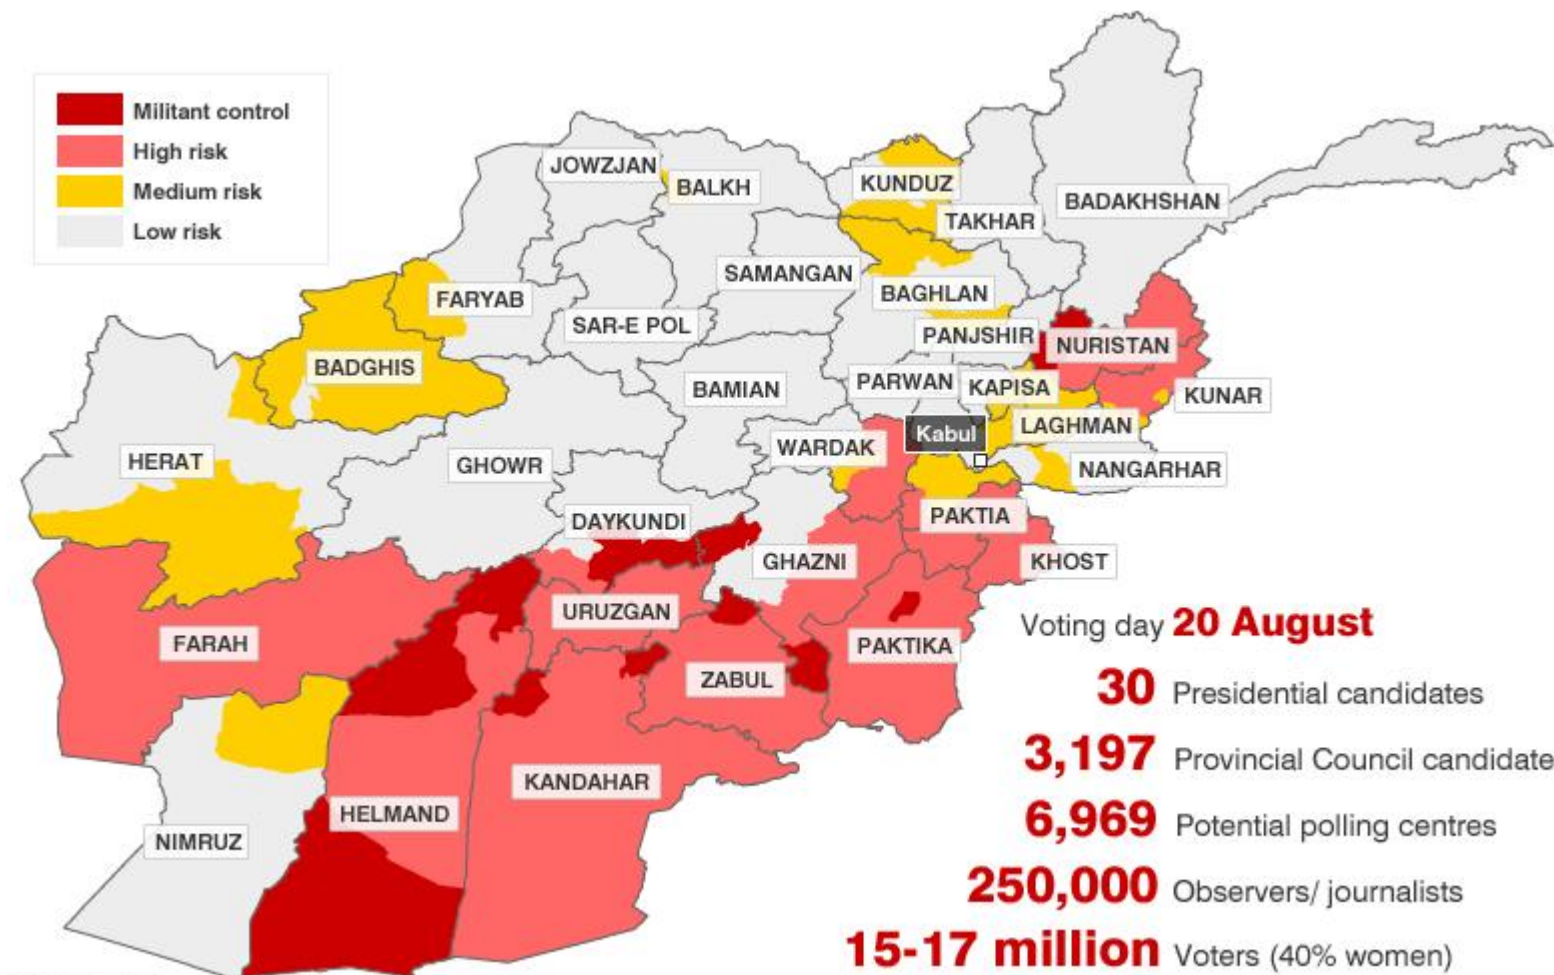 Militant control
High risk
Medium risk
Low risk
JOWZJAN
BALKH
KUNDUZ
TAKHAR
BADAKHSHAN
FARYAB
SAMANGAN
BAGHLAN
SAR-E POL
PANJSHIR
NURISTAN
BADGHIS
BAMIAN
PARWAN
KAPISA
KUNAR
LAGHMAN
Kabul
WARDAK
HERAT
GHOWR
NANGARHAR
DAYKUNDI
PAKTIA
GHAZNI
KHOST
URUZGAN
FARAH
PAKTIKA
ZABUL
KANDAHAR
HELMAND
NIMRUZ
Voting day 20 August
30 Presidential candidates
3,197 Provincial Council candidate
6,969 Potential polling centres
250,000 Observers/ journalists
15-17 million Voters (40% women)